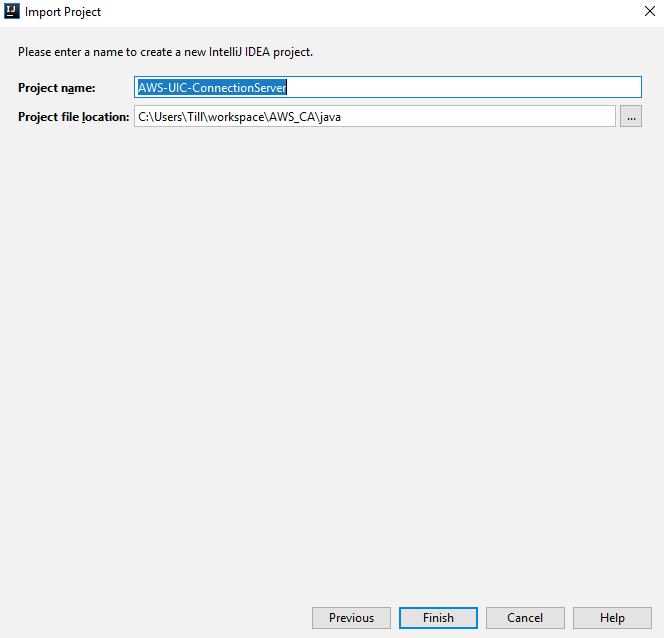 IJ Import Project
Please enter a name to create a new IntelliJ IDEA project.
Project name: AWS-UIC-ConnectionServer
Project file location: C:\Users\Till\workspace\AWS_CA\java ...
Previous Finish Cancel Help